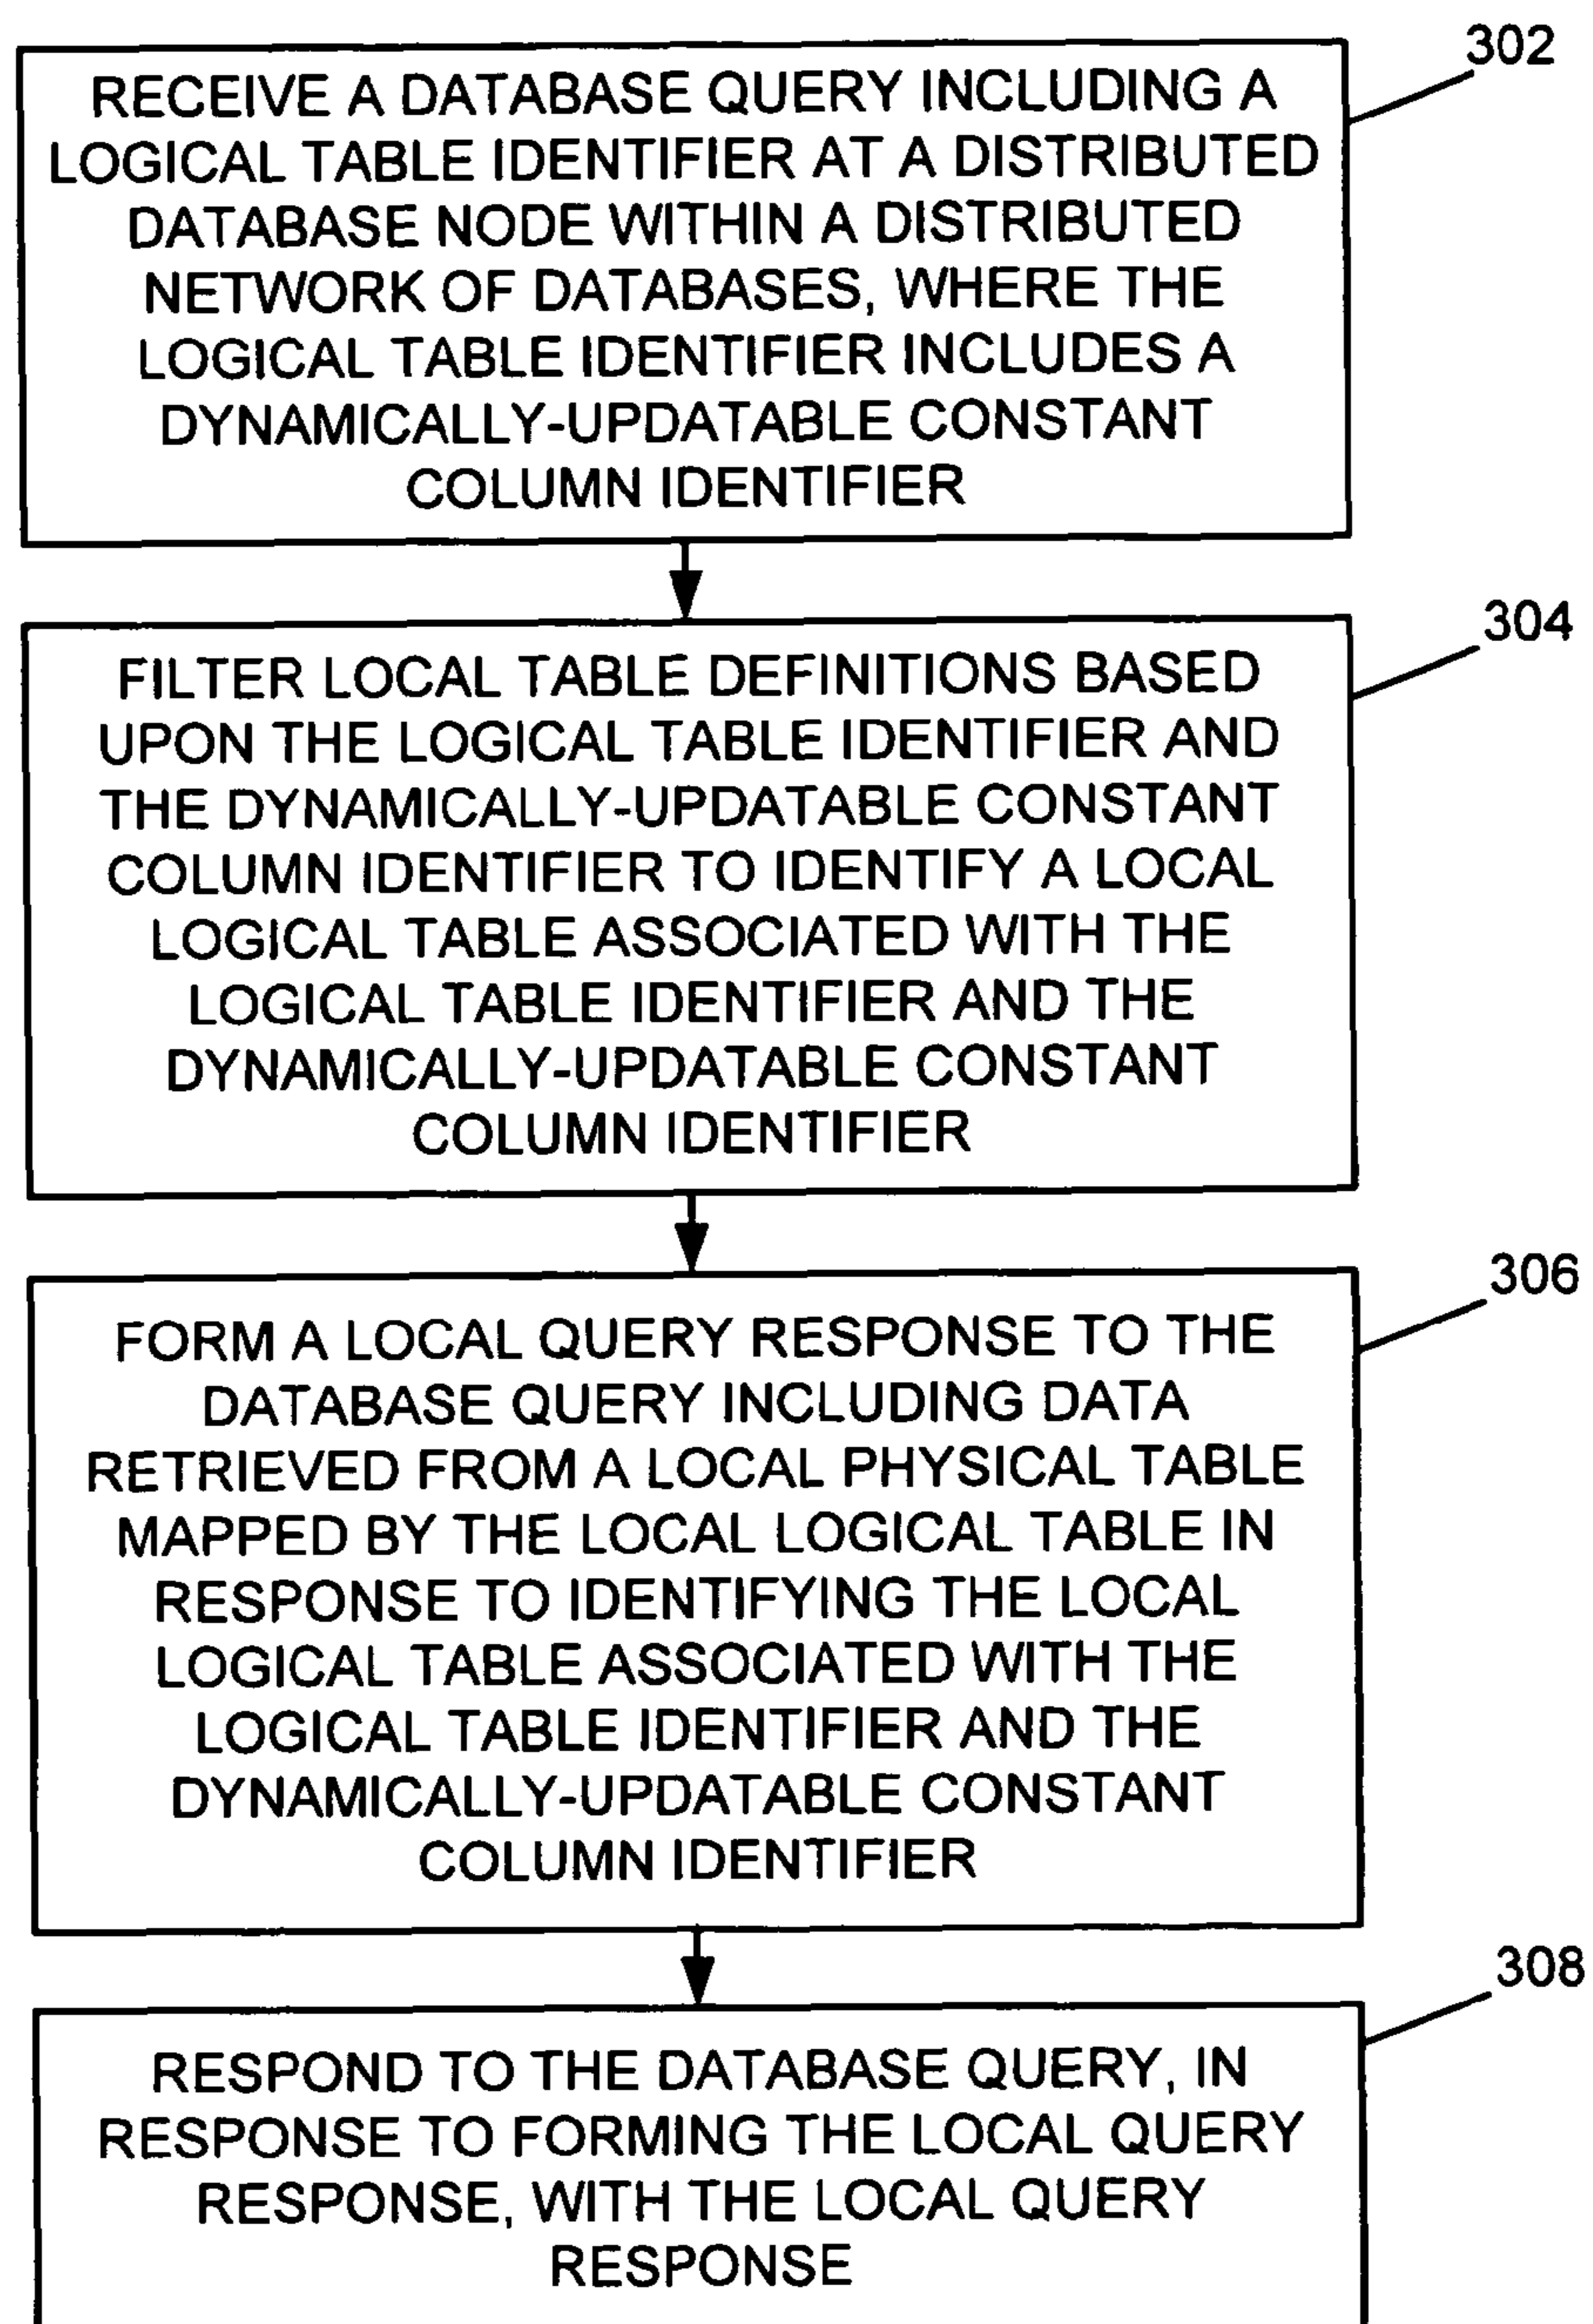 302
RECEIVE A DATABASE QUERY INCLUDING A
LOGICAL TABLE IDENTIFIER AT A DISTRIBUTED
DATABASE NODE WITHIN A DISTRIBUTED
NETWORK OF DATABASES, WHERE THE
LOGICAL TABLE IDENTIFIER INCLUDES A
DYNAMICALLY-UPDATABLE CONSTANT
COLUMN IDENTIFIER
304
FILTER LOCAL TABLE DEFINITIONS BASED
UPON THE LOGICAL TABLE IDENTIFIER AND
THE DYNAMICALLY-UPDATABLE CONSTANT
COLUMN IDENTIFIER TO IDENTIFY A LOCAL
LOGICAL TABLE ASSOCIATED WITH THE
LOGICAL TABLE IDENTIFIER AND THE
DYNAMICALLY-UPDATABLE CONSTANT
COLUMN IDENTIFIER
306
FORM A LOCAL QUERY RESPONSE TO THE
DATABASE QUERY INCLUDING DATA
RETRIEVED FROM A LOCAL PHYSICAL TABLE
MAPPED BY THE LOCAL LOGICAL TABLE IN
RESPONSE TO IDENTIFYING THE LOCAL
LOGICAL TABLE ASSOCIATED WITH THE
LOGICAL TABLE IDENTIFIER AND THE
DYNAMICALLY-UPDATABLE CONSTANT
COLUMN IDENTIFIER
308
RESPOND TO THE DATABASE QUERY, IN
RESPONSE TO FORMING THE LOCAL QUERY
RESPONSE, WITH THE LOCAL QUERY
RESPONSE